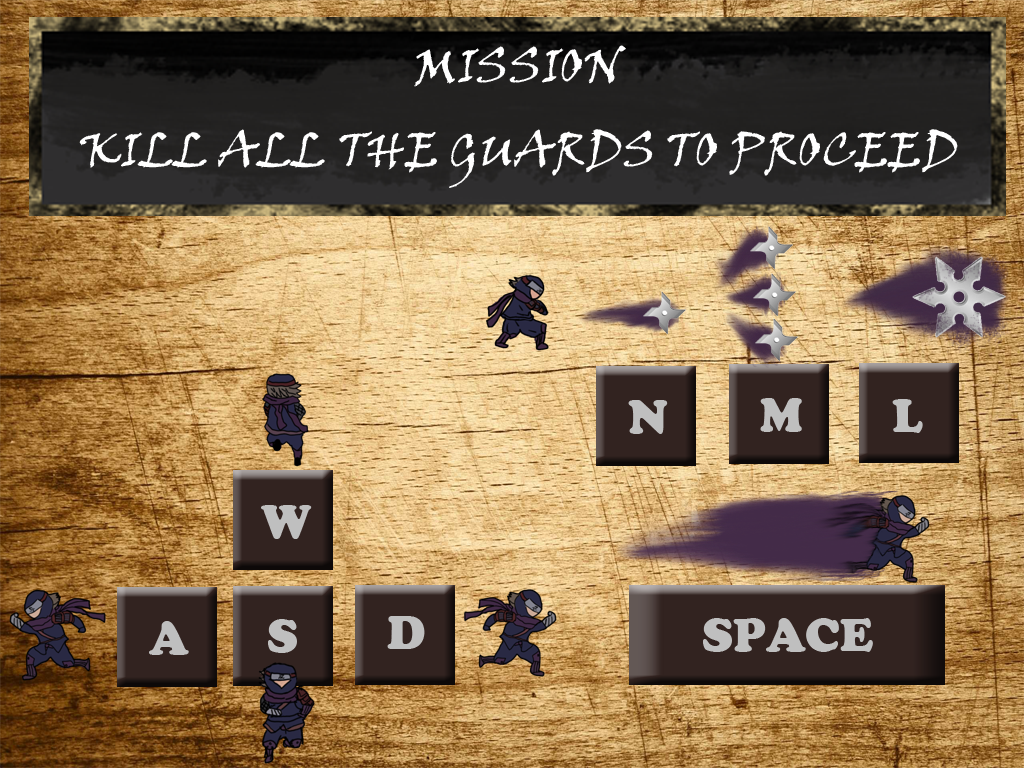 MISSION
KILL ALL THE GUARDS TO PROCEED
N M L
W
A S D
SPACE